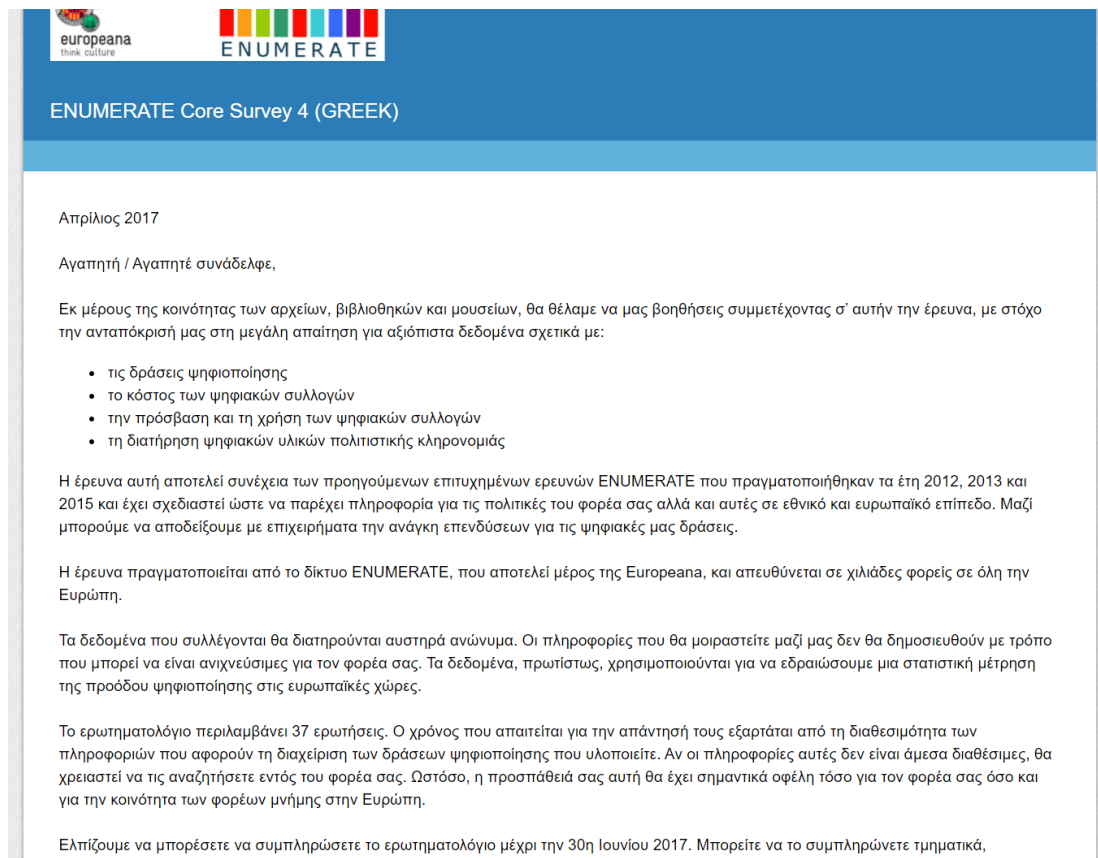 europeana
think culture
ENUMERATE
ENUMERATE Core Survey 4 (GREEK)
Απρίλιος 2017
Αγαπητή / Αγαπητέ συνάδελφε,
Εκ μέρους της κοινότητας των αρχείων, βιβλιοθηκών και μουσείων, θα θέλαμε να μας βοηθήσεις συμμετέχοντας σ' αυτήν την έρευνα, με στόχο
την ανταπόκρισή μας στη μεγάλη απαίτηση για αξιόπιστα δεδομένα σχετικά με:
• τις δράσεις ψηφιοποίησης
• το κόστος των ψηφιακών συλλογών
• την πρόσβαση και τη χρήση των ψηφιακών συλλογών
• τη διατήρηση ψηφιακών υλικών πολιτιστικής κληρονομιάς
Η έρευνα αυτή αποτελεί συνέχεια των προηγούμενων επιτυχημένων ερευνών ENUMERATE που πραγματοποιήθηκαν τα έτη 2012, 2013 και
2015 και έχει σχεδιαστεί ώστε να παρέχει πληροφορία για τις πολιτικές του φορέα σας αλλά και αυτές σε εθνικό και ευρωπαϊκό επίπεδο. Μαζί
μπορούμε να αποδείξουμε με επιχειρήματα την ανάγκη επενδύσεων για τις ψηφιακές μας δράσεις.
Η έρευνα πραγματοποιείται από το δίκτυο ENUMERATE, που αποτελεί μέρος της Europeana, και απευθύνεται σε χιλιάδες φορείς σε όλη την
Ευρώπη.
Τα δεδομένα που συλλέγονται θα διατηρούνται αυστηρά ανώνυμα. Οι πληροφορίες που θα μοιραστείτε μαζί μας δεν θα δημοσιευθούν με τρόπο
που μπορεί να είναι ανιχνεύσιμες για τον φορέα σας. Τα δεδομένα, πρωτίστως, χρησιμοποιούνται για να εδραιώσουμε μια στατιστική μέτρηση
της προόδου ψηφιοποίησης στις ευρωπαϊκές χώρες.
Το ερωτηματολόγιο περιλαμβάνει 37 ερωτήσεις. Ο χρόνος που απαιτείται για την απάντησή τους εξαρτάται από τη διαθεσιμότητα των
πληροφοριών που αφορούν τη διαχείριση των δράσεων ψηφιοποίησης που υλοποιείτε. Αν οι πληροφορίες αυτές δεν είναι άμεσα διαθέσιμες, θα
χρειαστεί να τις αναζητήσετε εντός του φορέα σας. Ωστόσο, η προσπάθειά σας αυτή θα έχει σημαντικά οφέλη τόσο για τον φορέα σας όσο και
για την κοινότητα των φορέων μνήμης στην Ευρώπη.
Ελπίζουμε να μπορέσετε να συμπληρώσετε το ερωτηματολόγιο μέχρι την 30η Ιουνίου 2017. Μπορείτε να το συμπληρώνετε τμηματικά,